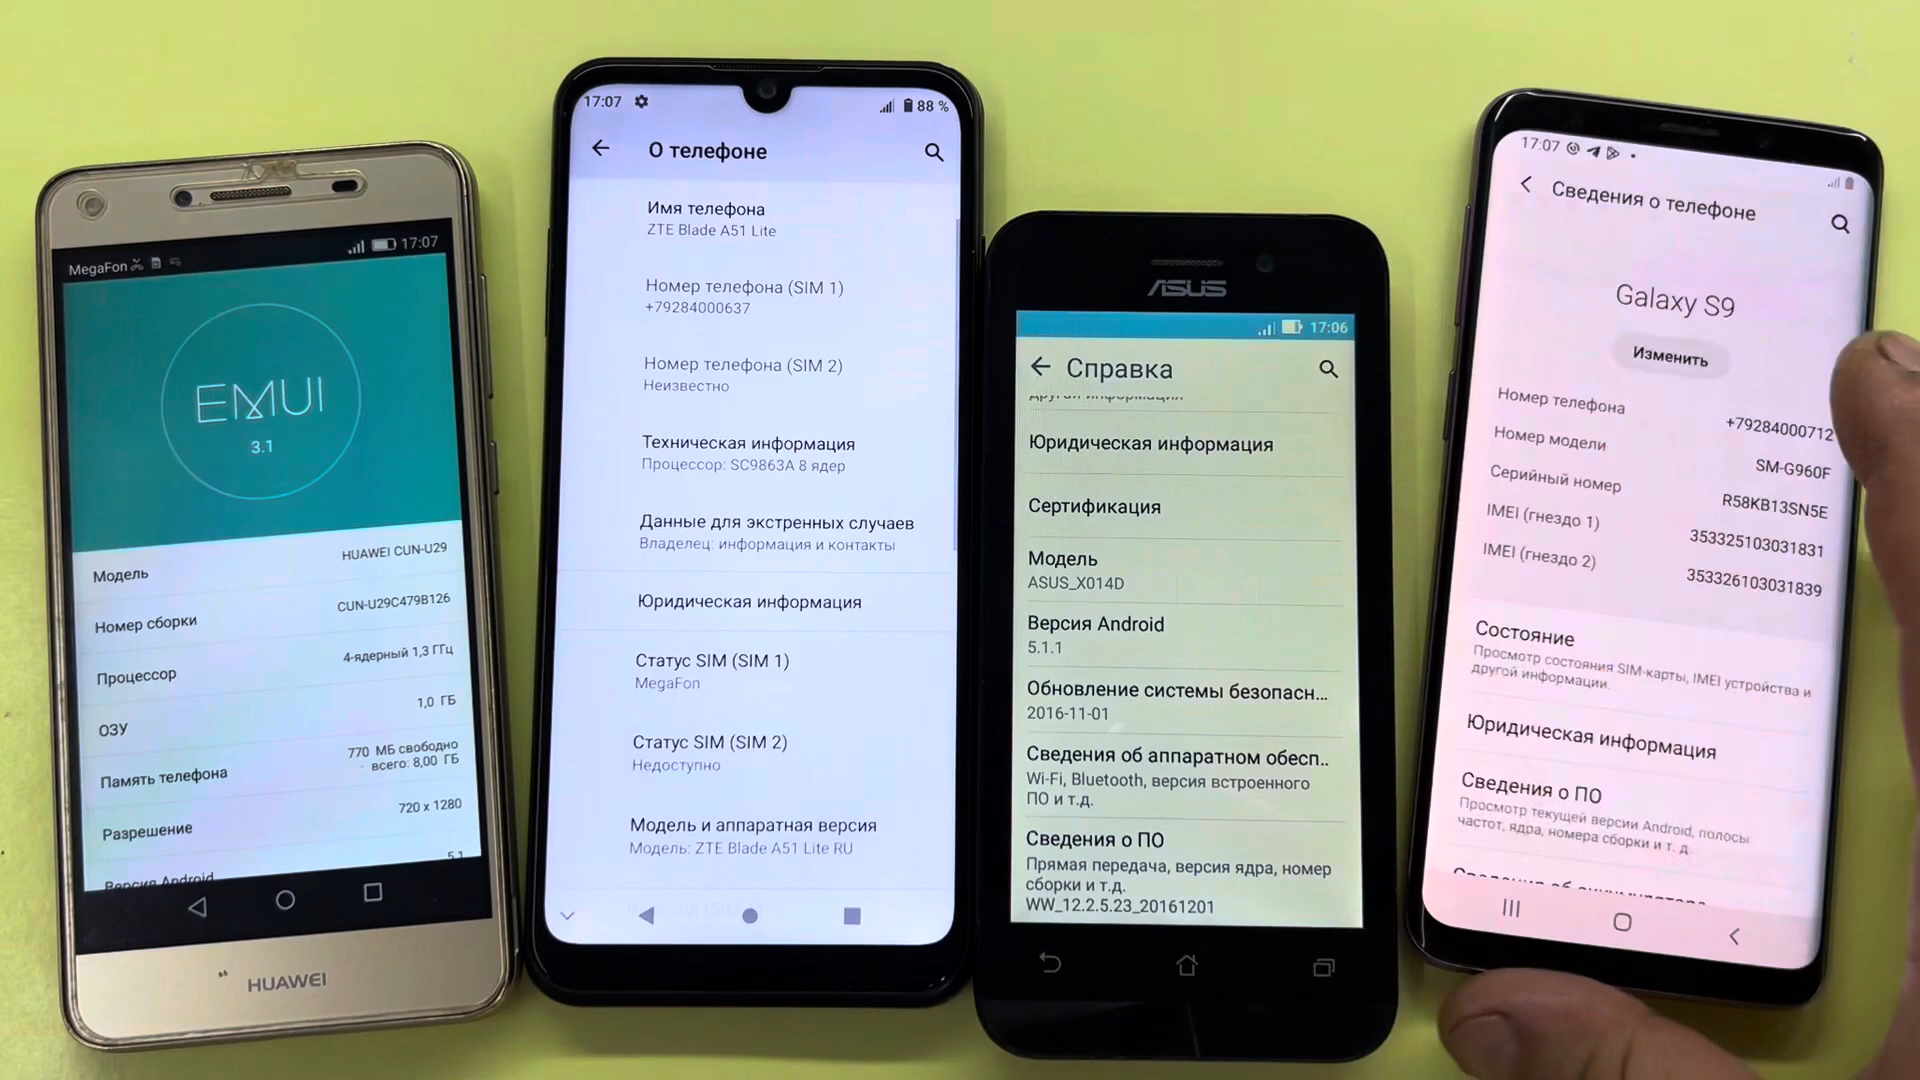 MegaFon
17:07
EMUI
3.1
Модель
HUAWEI CUN-U29
Номер сборки
CUN-U29C479B126
Процессор
4-ядерный 1,3 ГГц
ОЗУ
1,0 ГБ
Память телефона
770 МБ свободно
всего: 8,00 ГБ
Разрешение
720 x 1280
Версия Android
5.1
HUAWEI
17:07
88 %
О телефоне
Имя телефона
ZTE Blade A51 Lite
Номер телефона (SIM 1)
+79284000637
Номер телефона (SIM 2)
Неизвестно
Техническая информация
Процессор: SC9863A 8 ядер
Данные для экстренных случаев
Владелец: информация и контакты
Юридическая информация
Статус SIM (SIM 1)
MegaFon
Статус SIM (SIM 2)
Недоступно
Модель и аппаратная версия
Модель: ZTE Blade A51 Lite RU
ASUS
17:06
Справка
другая информация
Юридическая информация
Сертификация
Модель
ASUS_X014D
Версия Android
5.1.1
Обновление системы безопасн...
2016-11-01
Сведения об аппаратном обесп..
Wi-Fi, Bluetooth, версия встроенного
ПО и т.д.
Сведения о ПО
Прямая передача, версия ядра, номер
сборки и т.д.
WW_12.2.5.23_20161201
17:07
Сведения о телефоне
Galaxy S9
Изменить
Номер телефона
+79284000712
Номер модели
SM-G960F
Серийный номер
R58KB13SN5E
IMEI (гнездо 1)
353325103031831
IMEI (гнездо 2)
353326103031839
Состояние
Просмотр состояния SIM-карты, IMEI устройства и
другой информации.
Юридическая информация
Сведения о ПО
Просмотр текущей версии Android, полосы
частот, ядра, номера сборки и т. д.